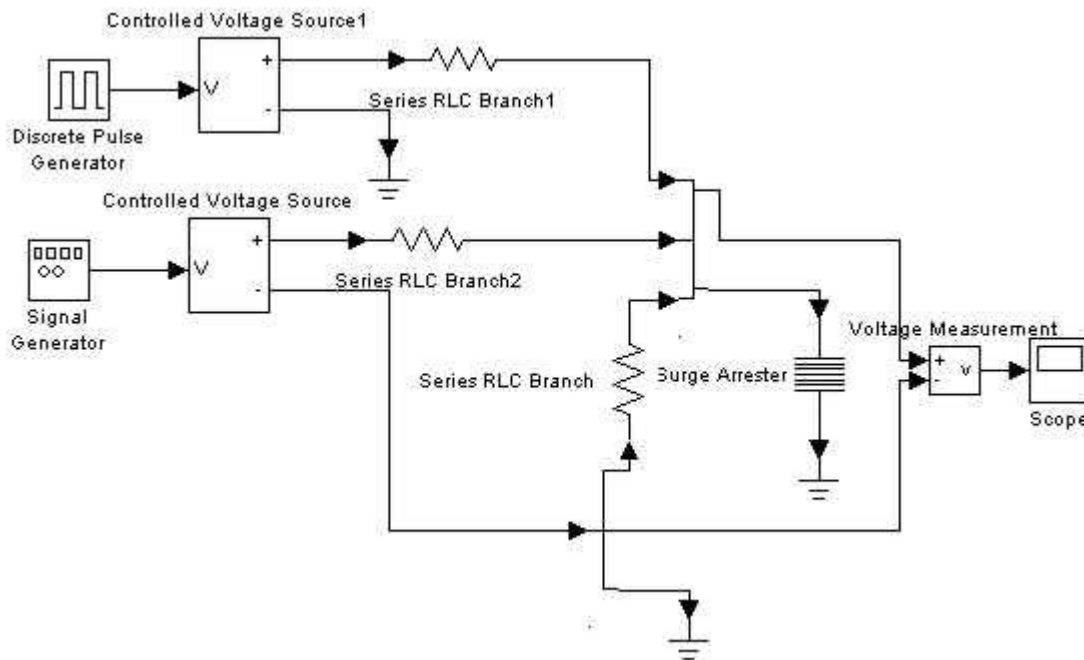 Controlled Voltage Source1
V
+
-
Series RLC Branch1
Discrete Pulse
Generator
Controlled Voltage Source
V
+
-
Series RLC Branch2
Signal
Generator
Series RLC Branch
Surge Arrester
Voltage Measurement
+
-
v
Scope